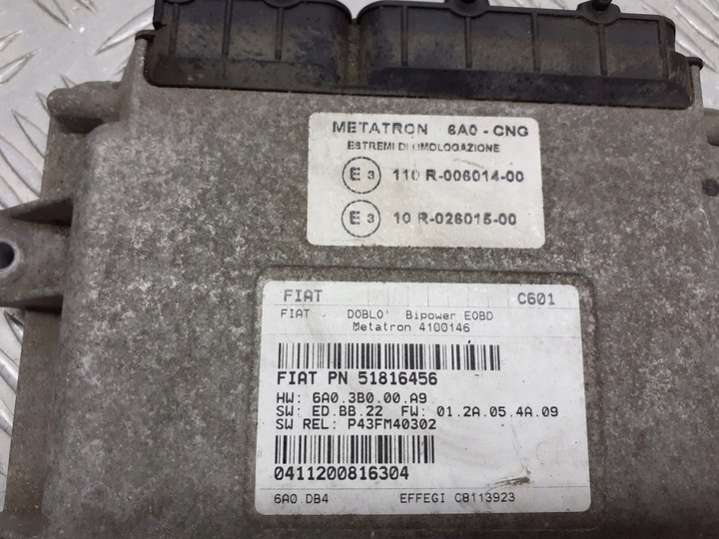 METATRON 6A0-CNG
ESTREMI DI OMOLOGAZIONE
E 3 110 R-006014-00
E 3 10 R-026015-00
FIAT C601
FIAT . DOBLO' Bipower EOBD
Metatron 4100146
FIAT PN 51816456
HW: 6A0.3B0.00.A9
SW: ED.BB.22 FW: 01.2A.05.4A.09
SW REL: P43FM40302
0411200816304
6A0.DB4 EFFEGI C8113923